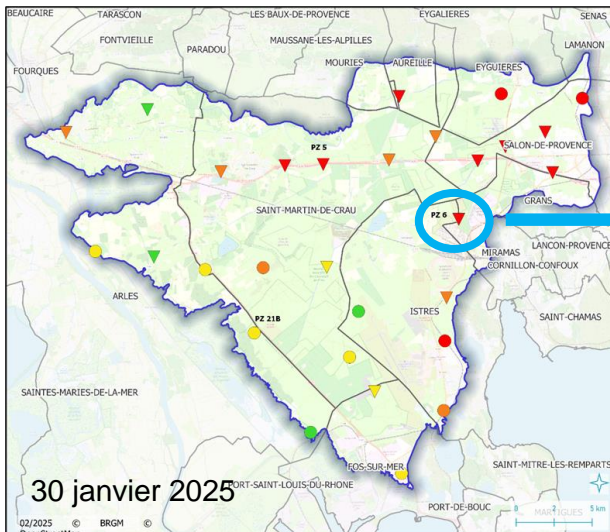 BEAUCAIRE TARASCON LES BAUX-DE-PROVENCE EYGALIERES SENAS
FONTVIEILLE MAUSSANE-LES-ALPILLES LAMANON
PARADOU MOURIES AUREILLE EYGUIERES
FOURQUES
PZ 5
SALON-DE-PROVENCE
GRANS
SAINT-MARTIN-DE-CRAU PZ 6
LANCON-PROVENCE
MIRAMAS
CORNILLON-CONFOUX
ARLES
ISTRES SAINT-CHAMAS
PZ 21B
SAINTES-MARIES-DE-LA-MER
FOS-SUR-MER SAINT-MITRE-LES-REMPARTS
30 janvier 2025
PORT-SAINT-LOUIS-DU-RHONE
PORT-DE-BOUC
MARTIGUES
0 2 5 km
02/2025 © BRGM ©